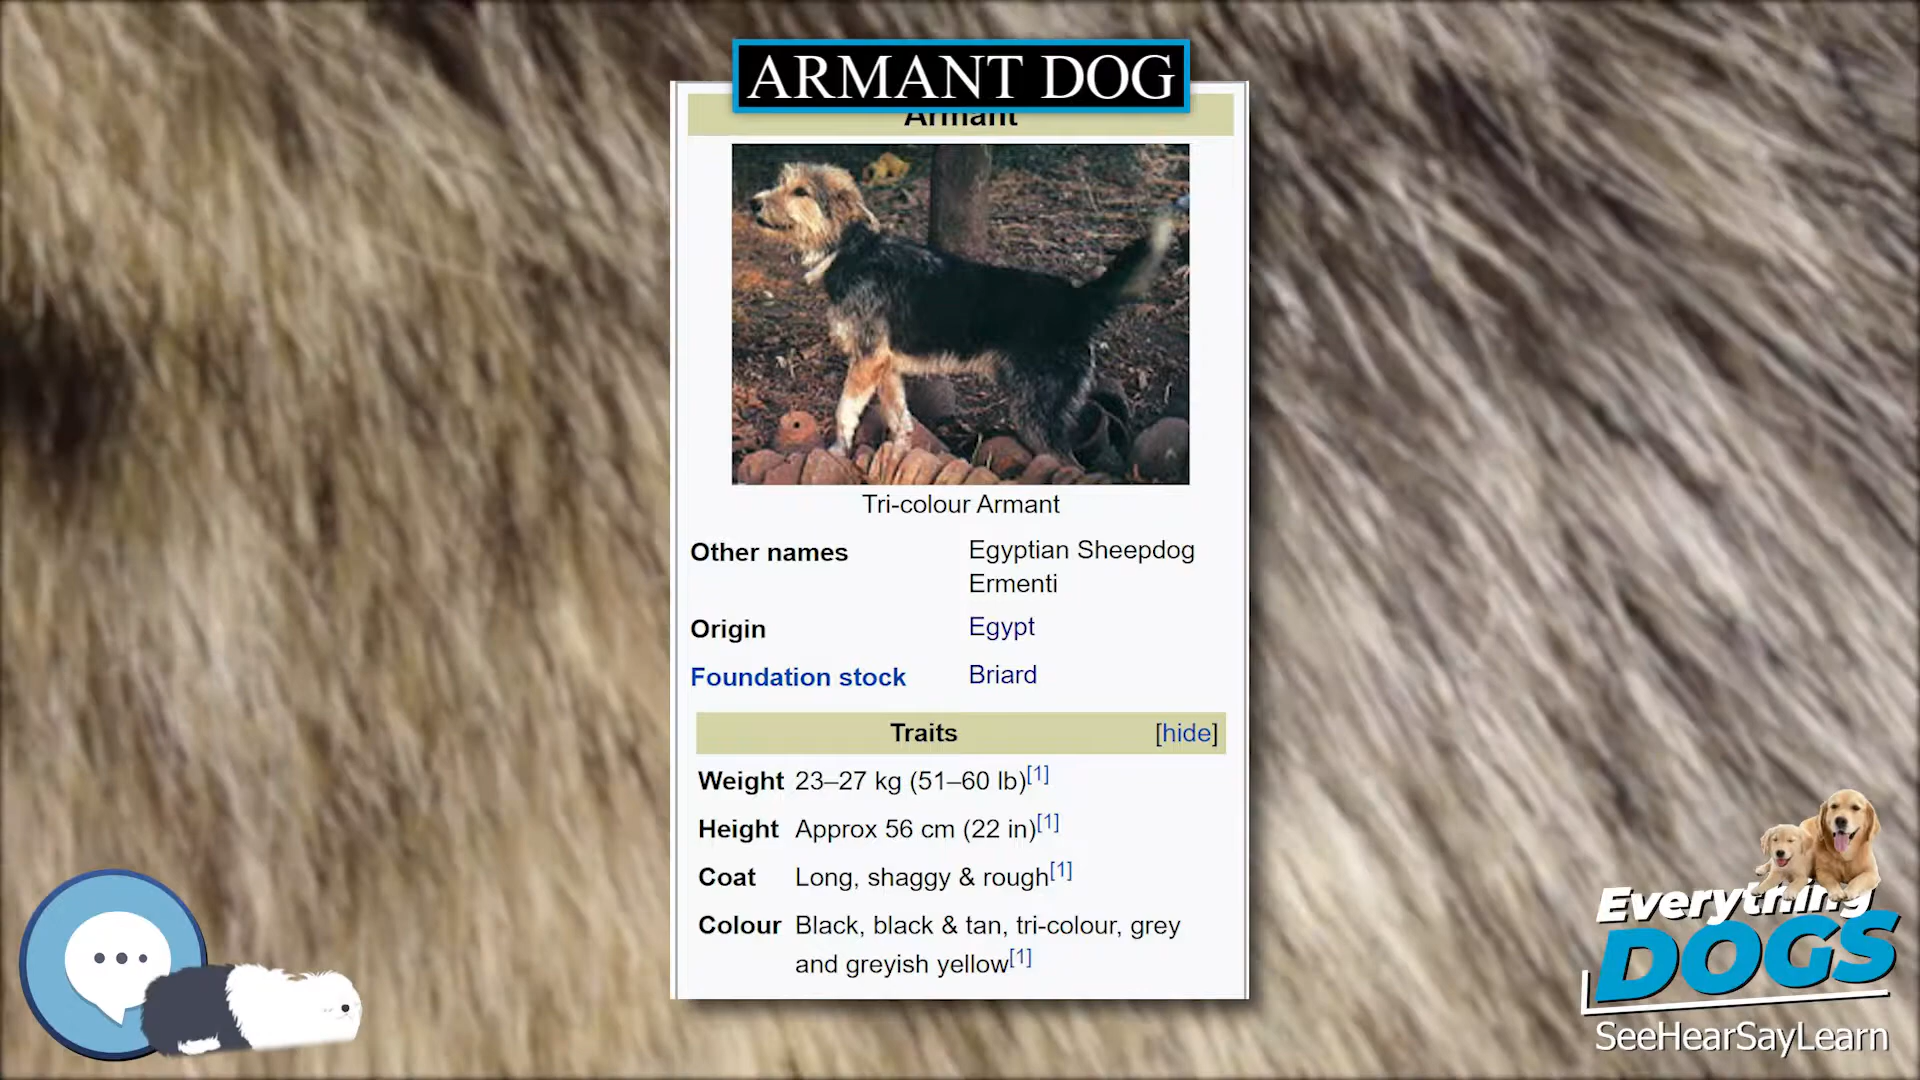 ARMANT DOG
Armant
Tri-colour Armant
Other names Egyptian Sheepdog
Ermenti
Origin Egypt
Foundation stock Briard
Traits [hide]
Weight 23–27 kg (51–60 lb)[1]
Height Approx 56 cm (22 in)[1]
Coat Long, shaggy & rough[1]
Colour Black, black & tan, tri-colour, grey
and greyish yellow[1]
Everything
DOGS
SeeHearSayLearn